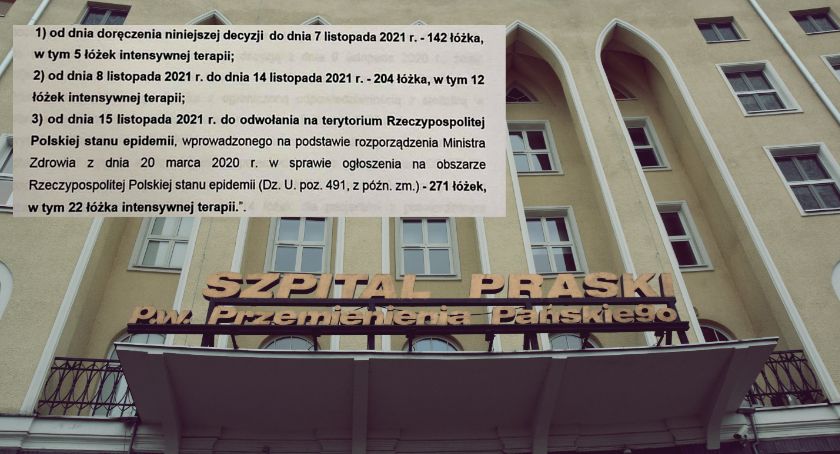 1) od dnia doręczenia niniejszej decyzji do dnia 7 listopada 2021 r. - 142 łóżka,
w tym 5 łóżek intensywnej terapii;
2) od dnia 8 listopada 2021 r. do dnia 14 listopada 2021 r. - 204 łóżka, w tym 12
łóżek intensywnej terapii;
3) od dnia 15 listopada 2021 r. do odwołania na terytorium Rzeczypospolitej
Polskiej stanu epidemii, wprowadzonego na podstawie rozporządzenia Ministra
Zdrowia z dnia 20 marca 2020 r. w sprawie ogłoszenia na obszarze
Rzeczypospolitej Polskiej stanu epidemii (Dz. U. poz. 491, z późn. zm.) - 271 łóżek,
w tym 22 łóżka intensywnej terapii.".
SZPITAL PRASKI
p.w. Przemienienia Pańskiego